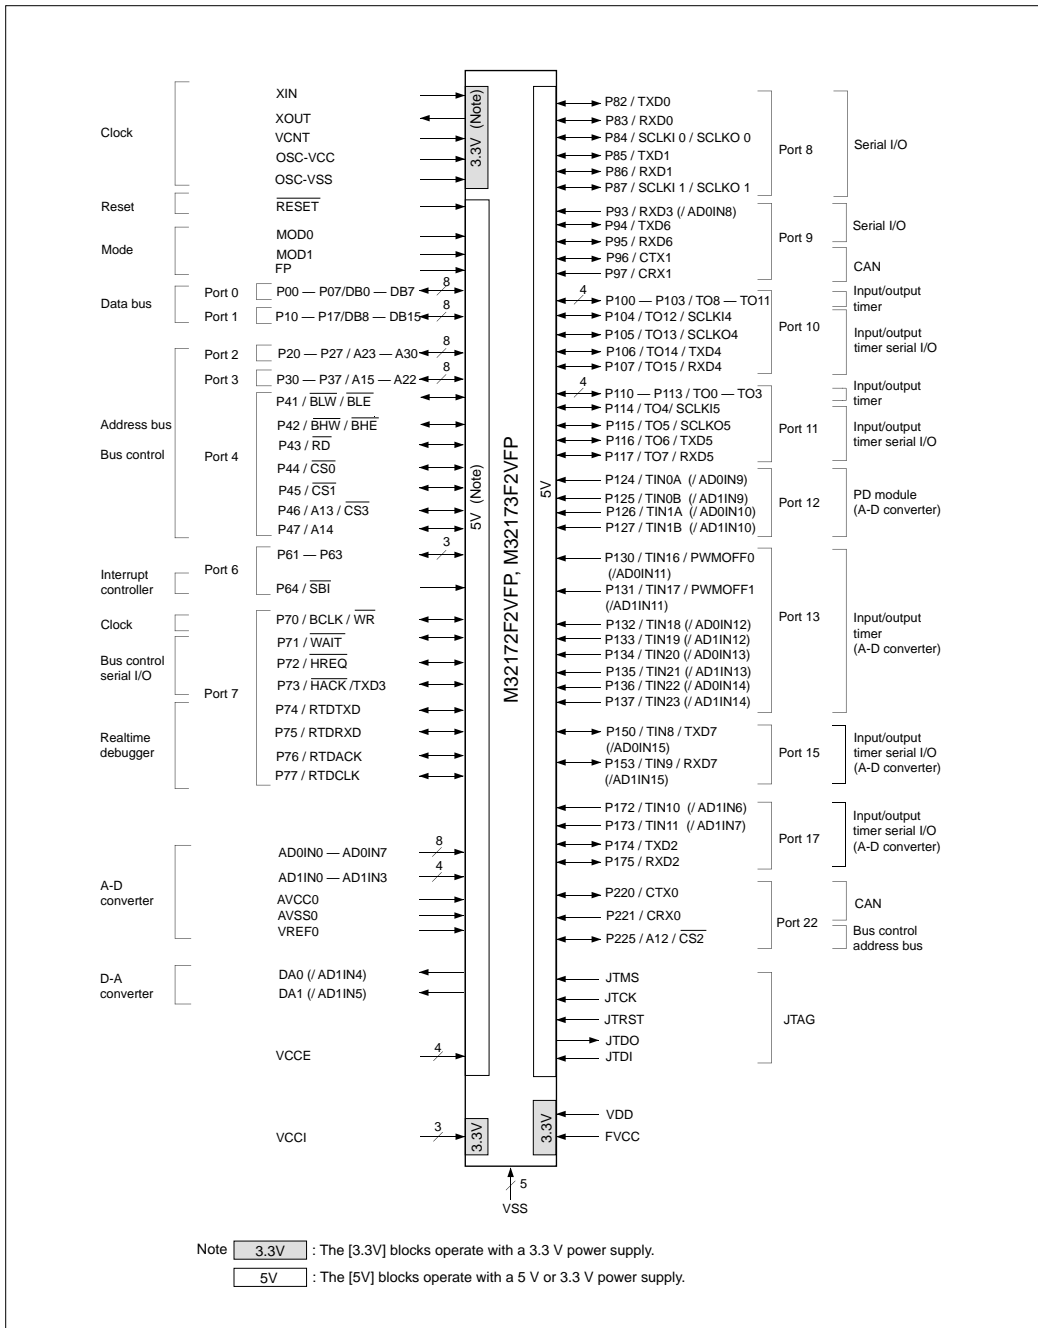 Clock
XIN
XOUT
VCNT
OSC-VCC
OSC-VSS
Reset
RESET
Mode
MOD0
MOD1
FP
Data bus
Port 0
P00 — P07/DB0 — DB7
8
Port 1
P10 — P17/DB8 — DB15
8
Address bus
Bus control
Port 2
P20 — P27 / A23 — A30
8
Port 3
P30 — P37 / A15 — A22
8
Port 4
P41 / BLW / BLE
P42 / BHW / BHE
P43 / RD
P44 / CS0
P45 / CS1
P46 / A13 / CS3
P47 / A14
Port 6
P61 — P63
3
Interrupt
controller
P64 / SBI
Clock
P70 / BCLK / WR
Bus control
serial I/O
Port 7
P71 / WAIT
P72 / HREQ
P73 / HACK /TXD3
Realtime
debugger
P74 / RTDTXD
P75 / RTDRXD
P76 / RTDACK
P77 / RTDCLK
A-D
converter
AD0IN0 — AD0IN7
8
AD1IN0 — AD1IN3
4
AVCC0
AVSS0
VREF0
D-A
converter
DA0 (/ AD1IN4)
DA1 (/ AD1IN5)
VCCE
4
VCCI
3
3.3V (Note)
5V (Note)
3.3V
M32172F2VFP, M32173F2VFP
5V
3.3V
5
VSS
P82 / TXD0
P83 / RXD0
P84 / SCLKI 0 / SCLKO 0
P85 / TXD1
P86 / RXD1
P87 / SCLKI 1 / SCLKO 1
Port 8
Serial I/O
P93 / RXD3 (/ AD0IN8)
P94 / TXD6
P95 / RXD6
P96 / CTX1
P97 / CRX1
Port 9
Serial I/O
CAN
4
P100 — P103 / TO8 — TO11
P104 / TO12 / SCLKI4
P105 / TO13 / SCLKO4
P106 / TO14 / TXD4
P107 / TO15 / RXD4
Port 10
Input/output
timer
Input/output
timer serial I/O
4
P110 — P113 / TO0 — TO3
P114 / TO4/ SCLKI5
P115 / TO5 / SCLKO5
P116 / TO6 / TXD5
P117 / TO7 / RXD5
Port 11
Input/output
timer
Input/output
timer serial I/O
P124 / TIN0A (/ AD0IN9)
P125 / TIN0B (/ AD1IN9)
P126 / TIN1A (/ AD0IN10)
P127 / TIN1B (/ AD1IN10)
Port 12
PD module
(A-D converter)
P130 / TIN16 / PWMOFF0
(/AD0IN11)
P131 / TIN17 / PWMOFF1
(/AD1IN11)
P132 / TIN18 (/ AD0IN12)
P133 / TIN19 (/ AD1IN12)
P134 / TIN20 (/ AD0IN13)
P135 / TIN21 (/ AD1IN13)
P136 / TIN22 (/ AD0IN14)
P137 / TIN23 (/ AD1IN14)
Port 13
Input/output
timer
(A-D converter)
P150 / TIN8 / TXD7
(/AD0IN15)
P153 / TIN9 / RXD7
(/AD1IN15)
Port 15
Input/output
timer serial I/O
(A-D converter)
P172 / TIN10 (/ AD1IN6)
P173 / TIN11 (/ AD1IN7)
P174 / TXD2
P175 / RXD2
Port 17
Input/output
timer serial I/O
(A-D converter)
P220 / CTX0
P221 / CRX0
P225 / A12 / CS2
Port 22
CAN
Bus control
address bus
JTMS
JTCK
JTRST
JTDO
JTDI
JTAG
VDD
FVCC
Note 3.3V : The [3.3V] blocks operate with a 3.3 V power supply.
5V : The [5V] blocks operate with a 5 V or 3.3 V power supply.